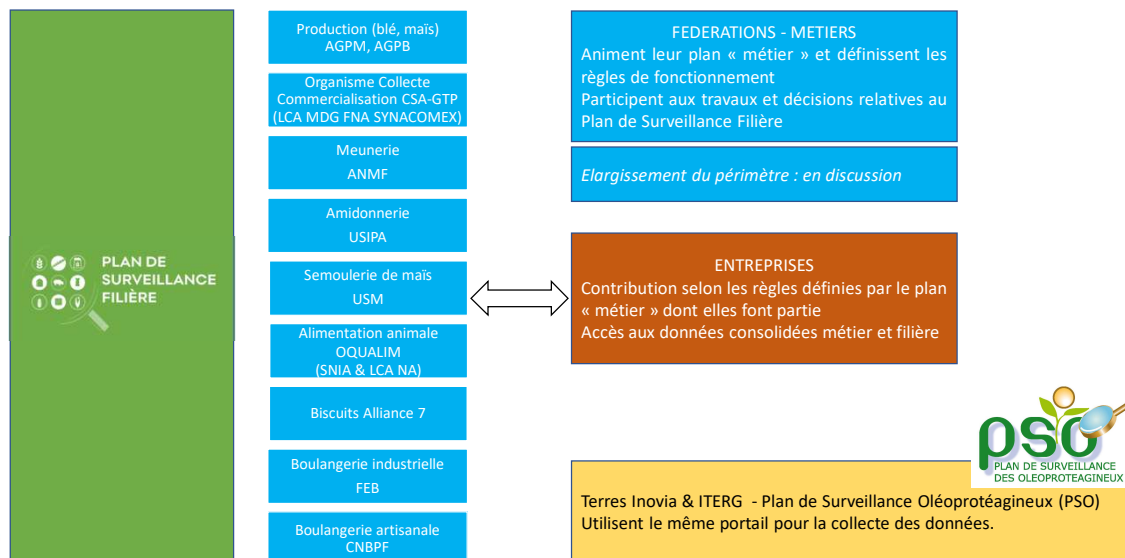 PLAN DE
SURVEILLANCE
FILIÈRE
Production (blé, maïs)
AGPM, AGPB
Organisme Collecte
Commercialisation CSA-GTP
(LCA MDG FNA SYNACOMEX)
Meunerie
ANMF
Amidonnerie
USIPA
Semoulerie de maïs
USM
Alimentation animale
OQUALIM
(SNIA & LCA NA)
Biscuits Alliance 7
Boulangerie industrielle
FEB
Boulangerie artisanale
CNBPF
FEDERATIONS - METIERS
Animent leur plan « métier » et définissent les
règles de fonctionnement
Participent aux travaux et décisions relatives au
Plan de Surveillance Filière
Elargissement du périmètre : en discussion
ENTREPRISES
Contribution selon les règles définies par le plan
« métier » dont elles font partie
Accès aux données consolidées métier et filière
pso
PLAN DE SURVEILLANCE
DES OLEOPROTEAGINEUX
Terres Inovia & ITERG - Plan de Surveillance Oléoprotéagineux (PSO)
Utilisent le même portail pour la collecte des données.